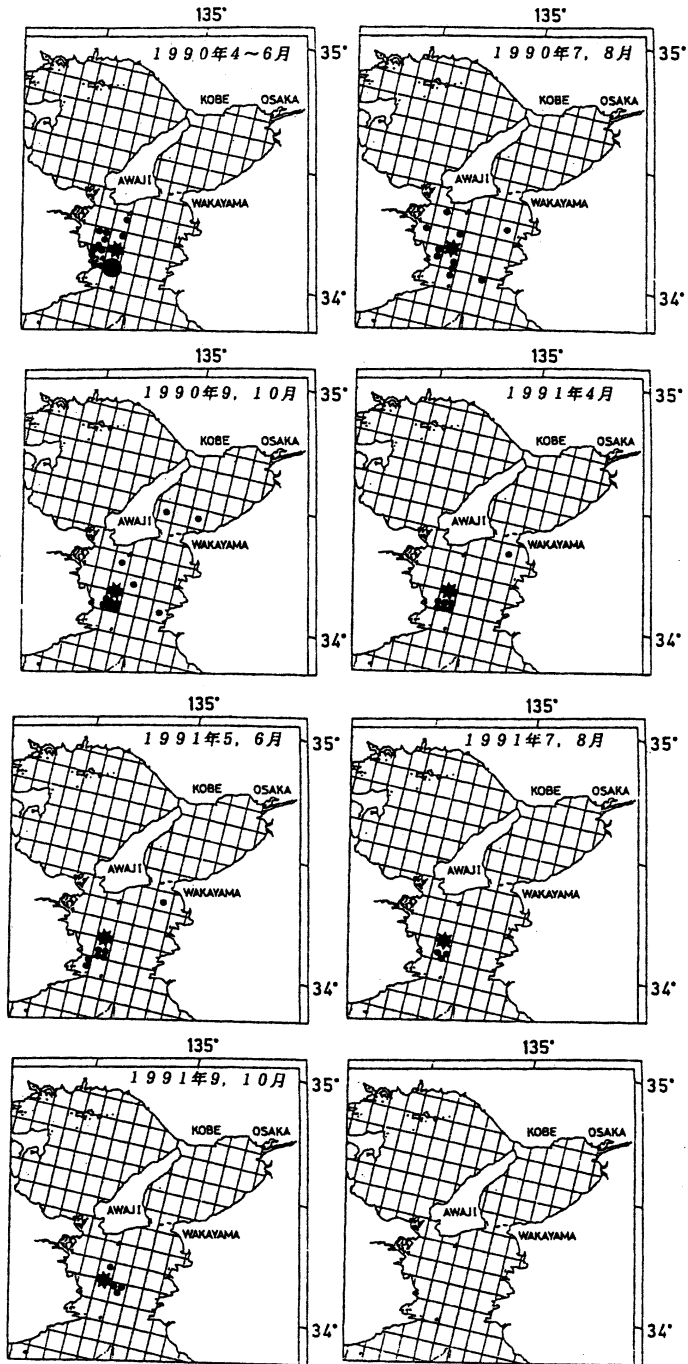 135°
1990年4~6月
35°
KOBE
OSAKA
AWAJI
WAKAYAMA
34°
135°
1990年7, 8月
35°
KOBE
OSAKA
AWAJI
WAKAYAMA
34°
135°
1990年9, 10月
35°
KOBE
OSAKA
AWAJI
WAKAYAMA
34°
135°
1991年4月
35°
KOBE
OSAKA
AWAJI
WAKAYAMA
34°
135°
1991年5, 6月
35°
KOBE
OSAKA
AWAJI
WAKAYAMA
34°
135°
1991年7, 8月
35°
KOBE
OSAKA
AWAJI
WAKAYAMA
34°
135°
1991年9, 10月
35°
KOBE
OSAKA
AWAJI
WAKAYAMA
34°
135°
35°
KOBE
OSAKA
AWAJI
WAKAYAMA
34°